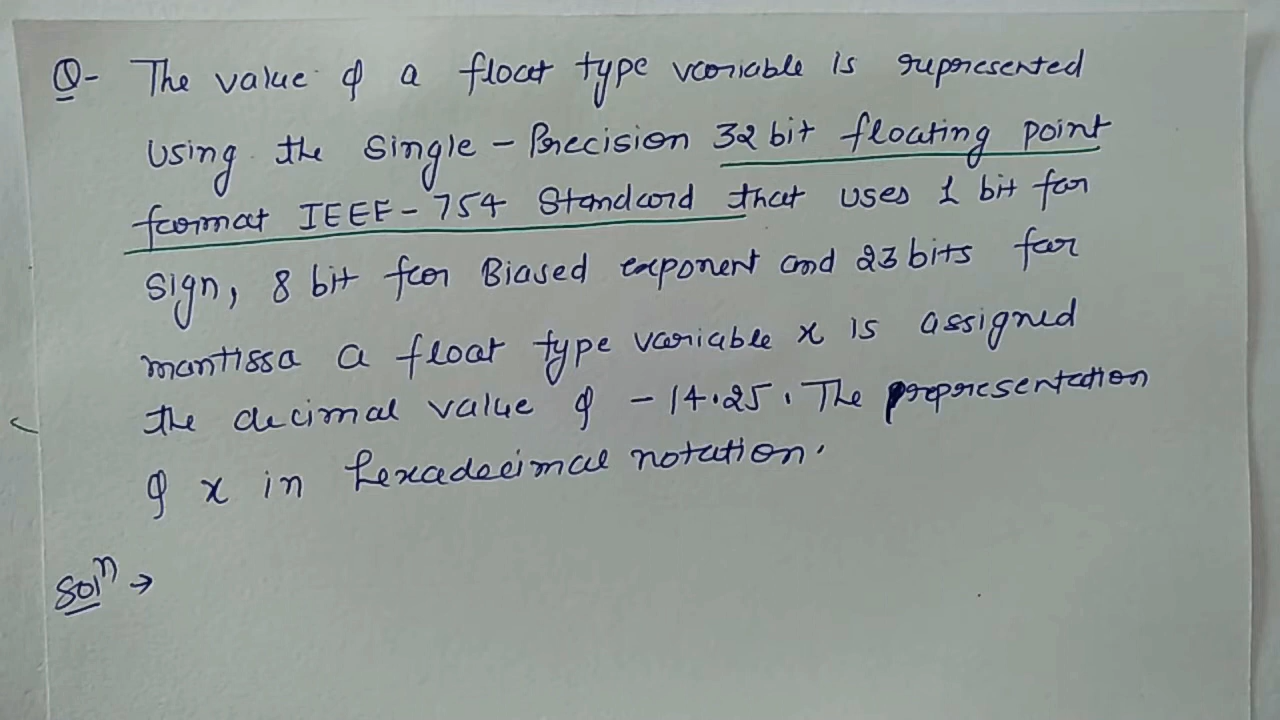 Q- The value of a float type variable is represented
using the single-Precision 32 bit floating point
format IEEE-754 Standard that uses 1 bit for
sign, 8 bit for Biased exponent and 23 bits for
mantissa a float type variable x is assigned
the decimal value of -14.25. The representation
of x in hexadecimal notation.
Solⁿ →